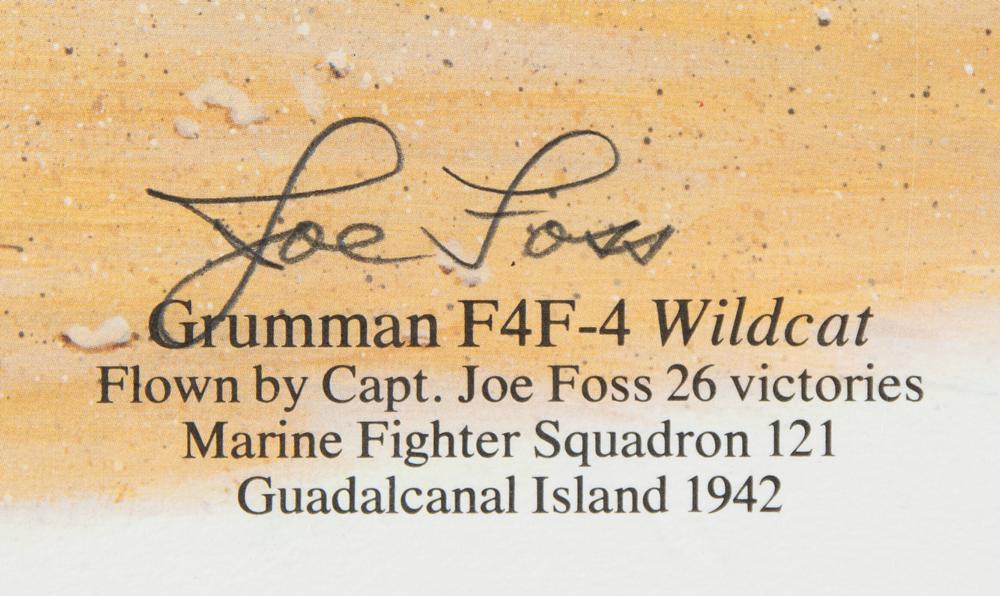 Joe Foss
Grumman F4F-4 Wildcat
Flown by Capt. Joe Foss 26 victories
Marine Fighter Squadron 121
Guadalcanal Island 1942